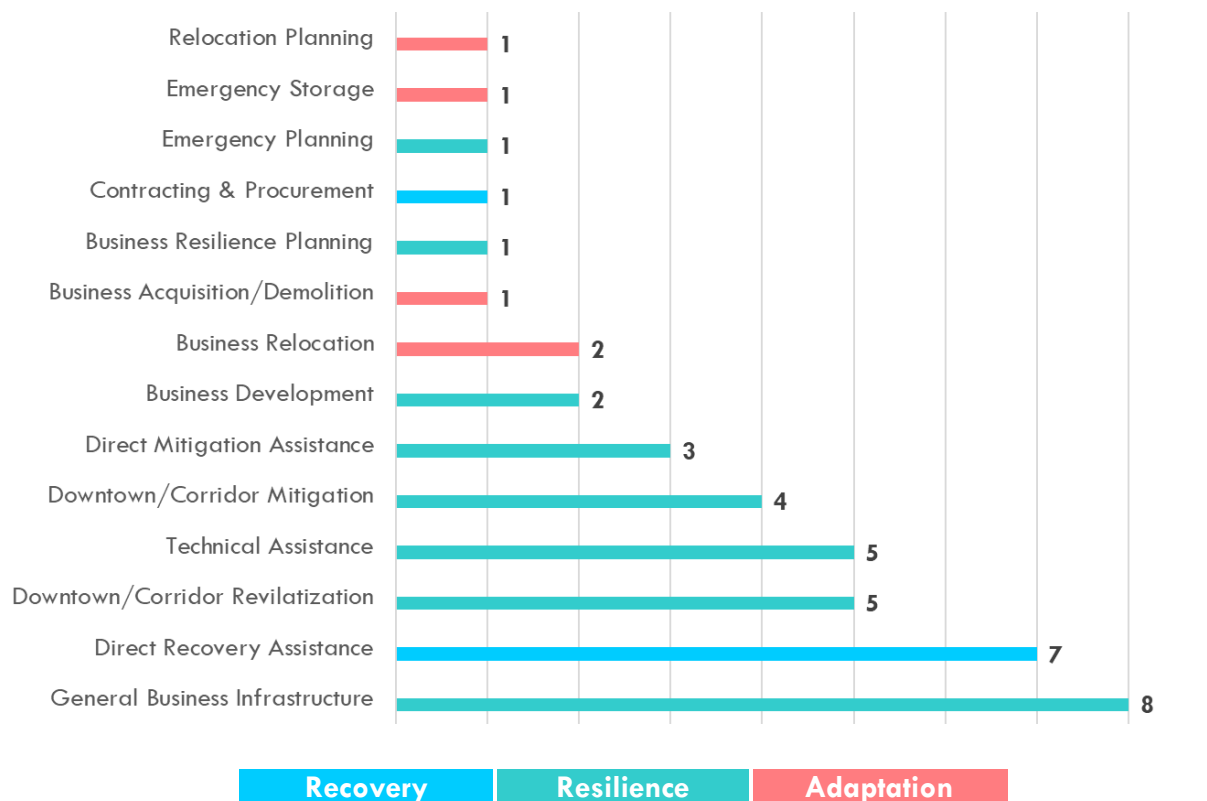 Relocation Planning 1
Emergency Storage 1
Emergency Planning 1
Contracting & Procurement 1
Business Resilience Planning 1
Business Acquisition/Demolition 1
Business Relocation 2
Business Development 2
Direct Mitigation Assistance 3
Downtown/Corridor Mitigation 4
Technical Assistance 5
Downtown/Corridor Revilatization 5
Direct Recovery Assistance 7
General Business Infrastructure 8
Recovery Resilience Adaptation